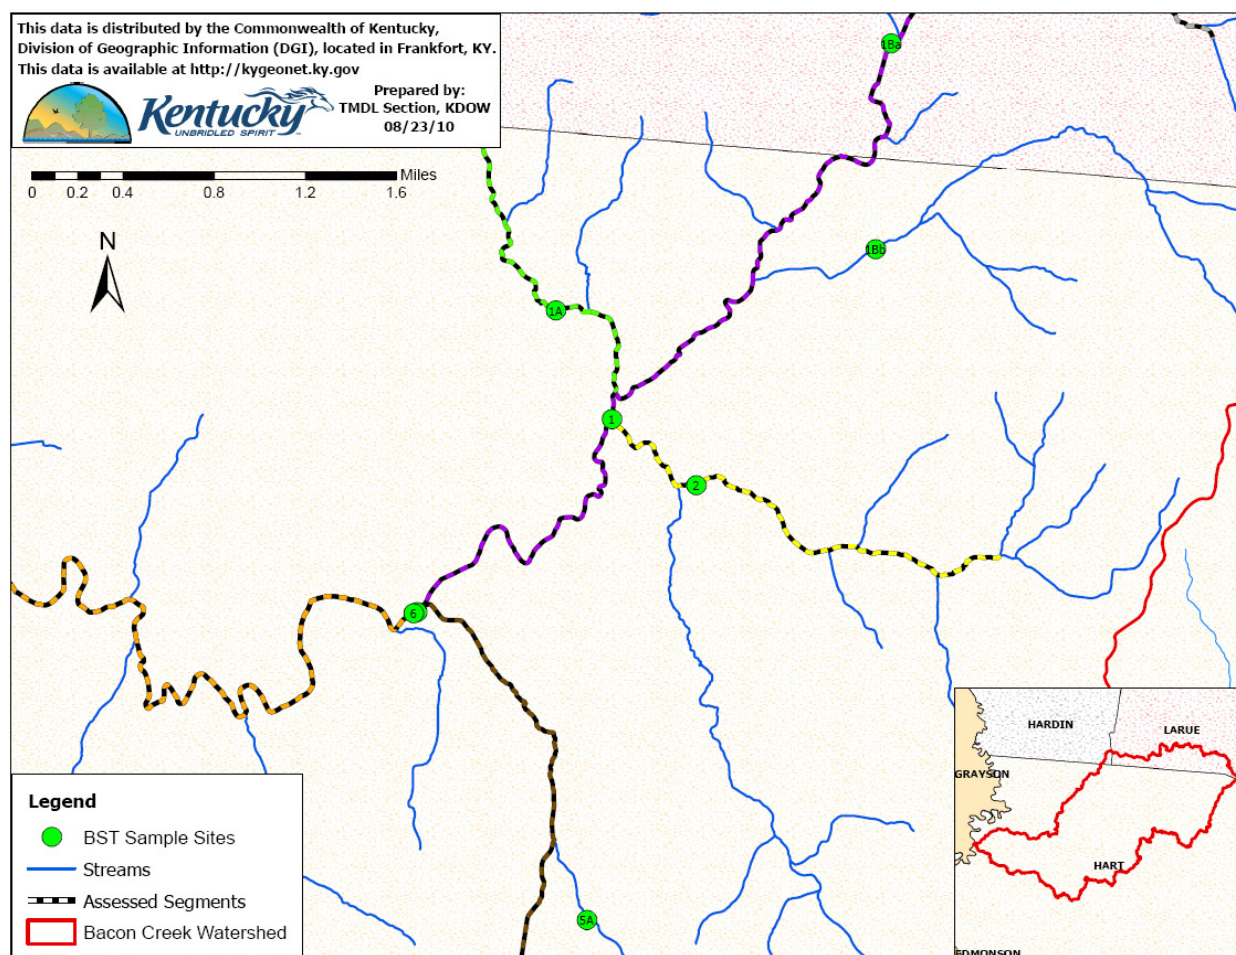 This data is distributed by the Commonwealth of Kentucky,
Division of Geographic Information (DGI), located in Frankfort, KY.
This data is available at http://kygeonet.ky.gov
Kentucky
UNBRIDLED SPIRIT™
Prepared by:
TMDL Section, KDOW
08/23/10
0 0.2 0.4 0.8 1.2 1.6 Miles
N
1Ba
1Bb
1A
1
2
6
5A
Legend
BST Sample Sites
Streams
Assessed Segments
Bacon Creek Watershed
HARDIN
LARUE
GRAYSON
HART
EDMONSON